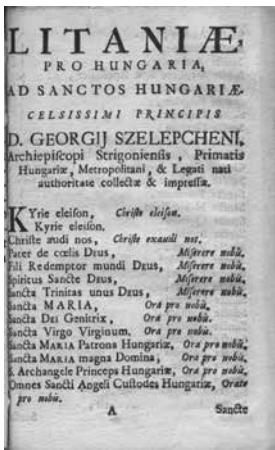 LITANIÆ,
PRO HUNGARIA,
AD SANCTOS HUNGARIÆ
CELSISSIMI PRINCIPIS
D. GEORGIJ SZELEPCHENI,
Archiepiſcopi Strigonienſis, Primatis
Hungariæ, Metropolitani, & Legati nati
authoritate collectæ & impreſſæ.
KYrie eleiſon, Chriſte eleiſon.
Kyrie eleiſon.
Chriſte audi nos, Chriſte exaudi nos.
Pater de cœlis Deus, Miſerere nobis.
Fili Redemptor mundi Deus, Miſerere nobis.
Spiritus Sancte Deus, Miſerere nobis.
Sancta Trinitas unus Deus, Miſerere nobis.
Sancta MARIA, Ora pro nobis.
Sancta Dei Genitrix, Ora pro nobis.
Sancta Virgo Virginum, Ora pro nobis.
Sancta MARIA Patrona Hungariæ, Ora pro nobis.
Sancta MARIA magna Domina, Ora pro nobis.
S. Archangele Princeps Hungariæ, Ora pro nobis.
Omnes Sancti Angeli Cuſtodes Hungariæ, Orate
pro nobis.
A Sancte